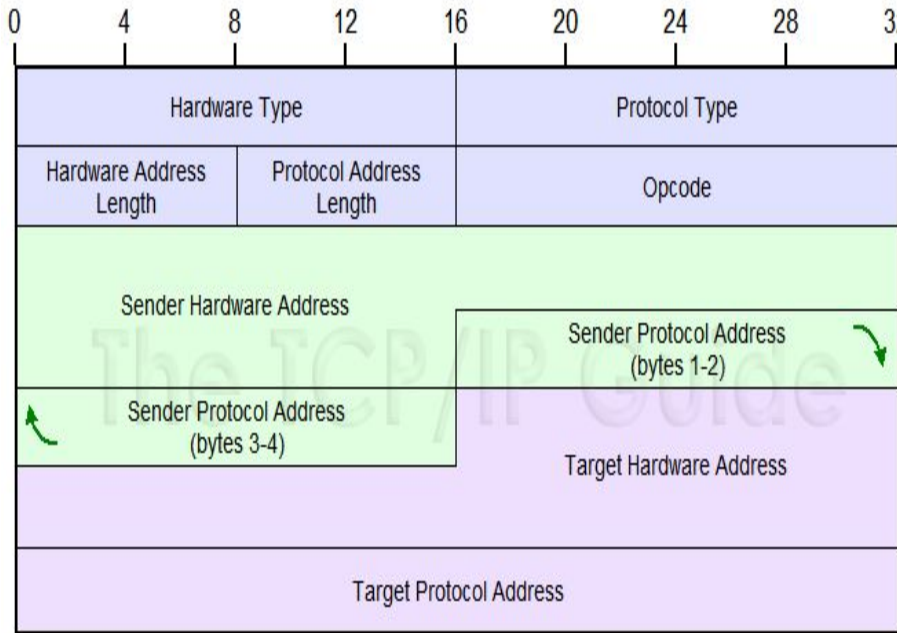 0 4 8 12 16 20 24 28 3
Hardware Type Protocol Type
Hardware Address
Length
Protocol Address
Length
Opcode
Sender Hardware Address
Sender Protocol Address
(bytes 1-2)
The TCP/IP Guide
Sender Protocol Address
(bytes 3-4)
Target Hardware Address
Target Protocol Address